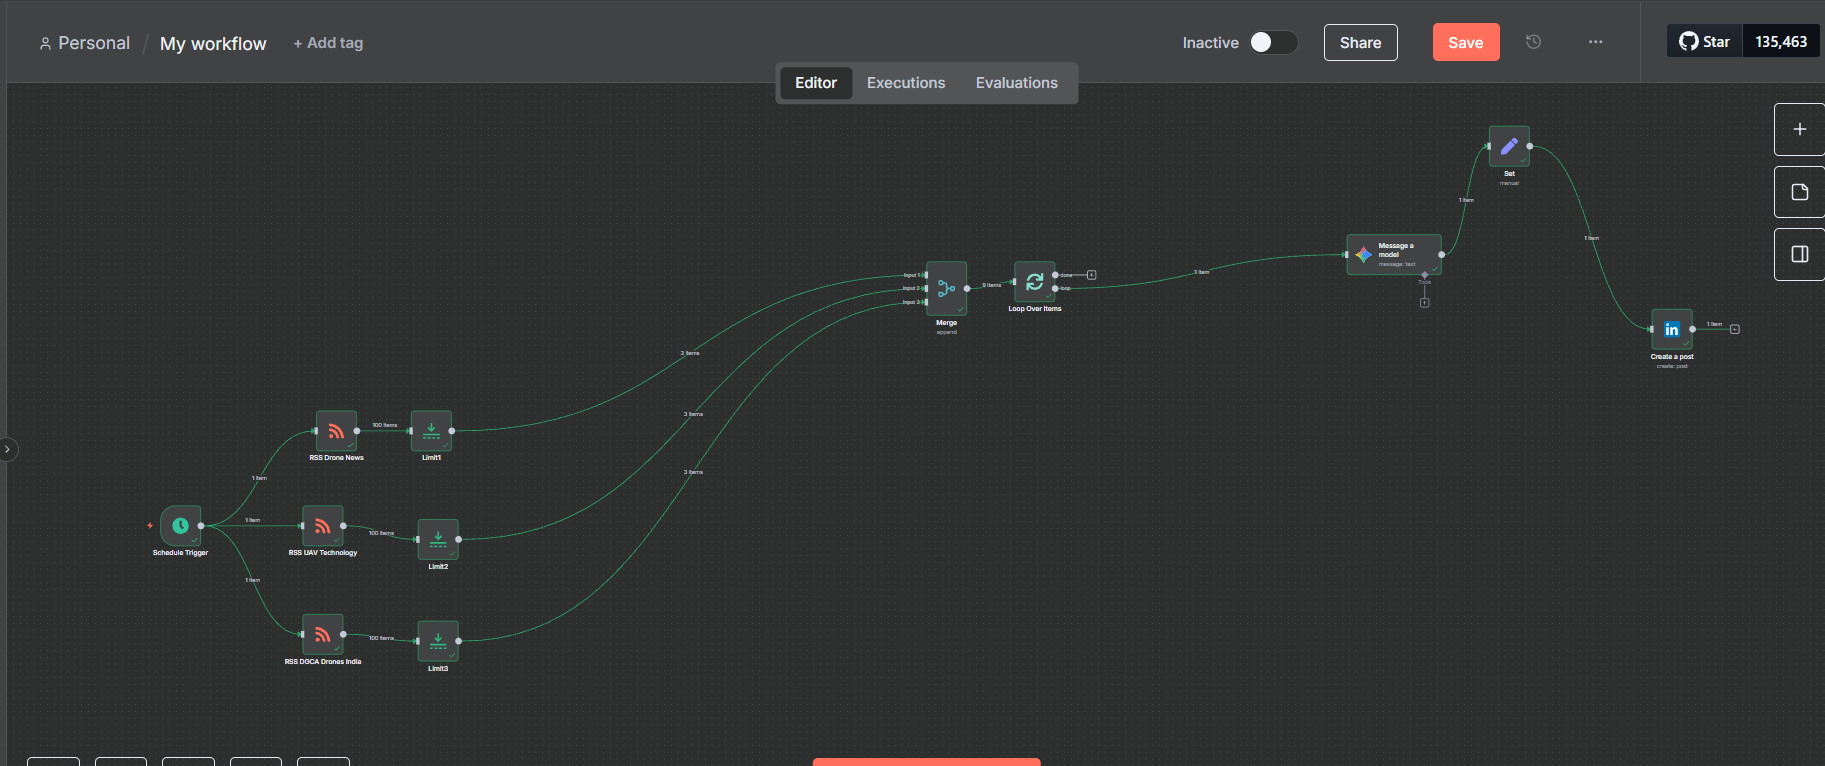 Personal / My workflow + Add tag
Inactive
Share
Save
Star 135,463
Editor Executions Evaluations
Set
manual
1 item
1 item
Message a
model
message: text
Tools
Input 1
Input 2
Input 3
Merge
append
9 items
done
loop
Loop Over Items
1 item
Create a post
create: post
1 item
3 items
3 items
3 items
RSS Drone News
100 items
Limit1
1 item
Schedule Trigger
1 item
RSS UAV Technology
100 items
Limit2
1 item
RSS DGCA Drones India
100 items
Limit3